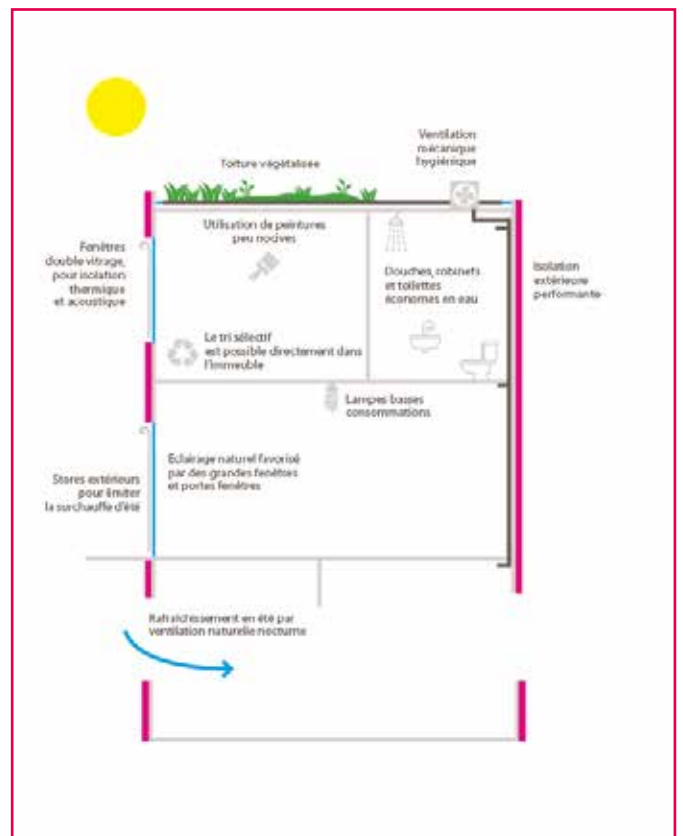 Ventilation
mécanique
hygiénique
Toiture végétalisée
Utilisation de peintures
peu nocives
Fenêtres
double vitrage,
pour isolation
thermique
et acoustique
Douches, robinets
et toilettes
économes en eau
Isolation
extérieure
performante
Le tri sélectif
est possible directement dans
l'immeuble
Lampes basses
consommations
Eclairage naturel favorisé
par des grandes fenêtres
et portes fenêtres
Stores extérieurs
pour limiter
la surchauffe d'été
Rafraîchissement en été par
ventilation naturelle nocturne